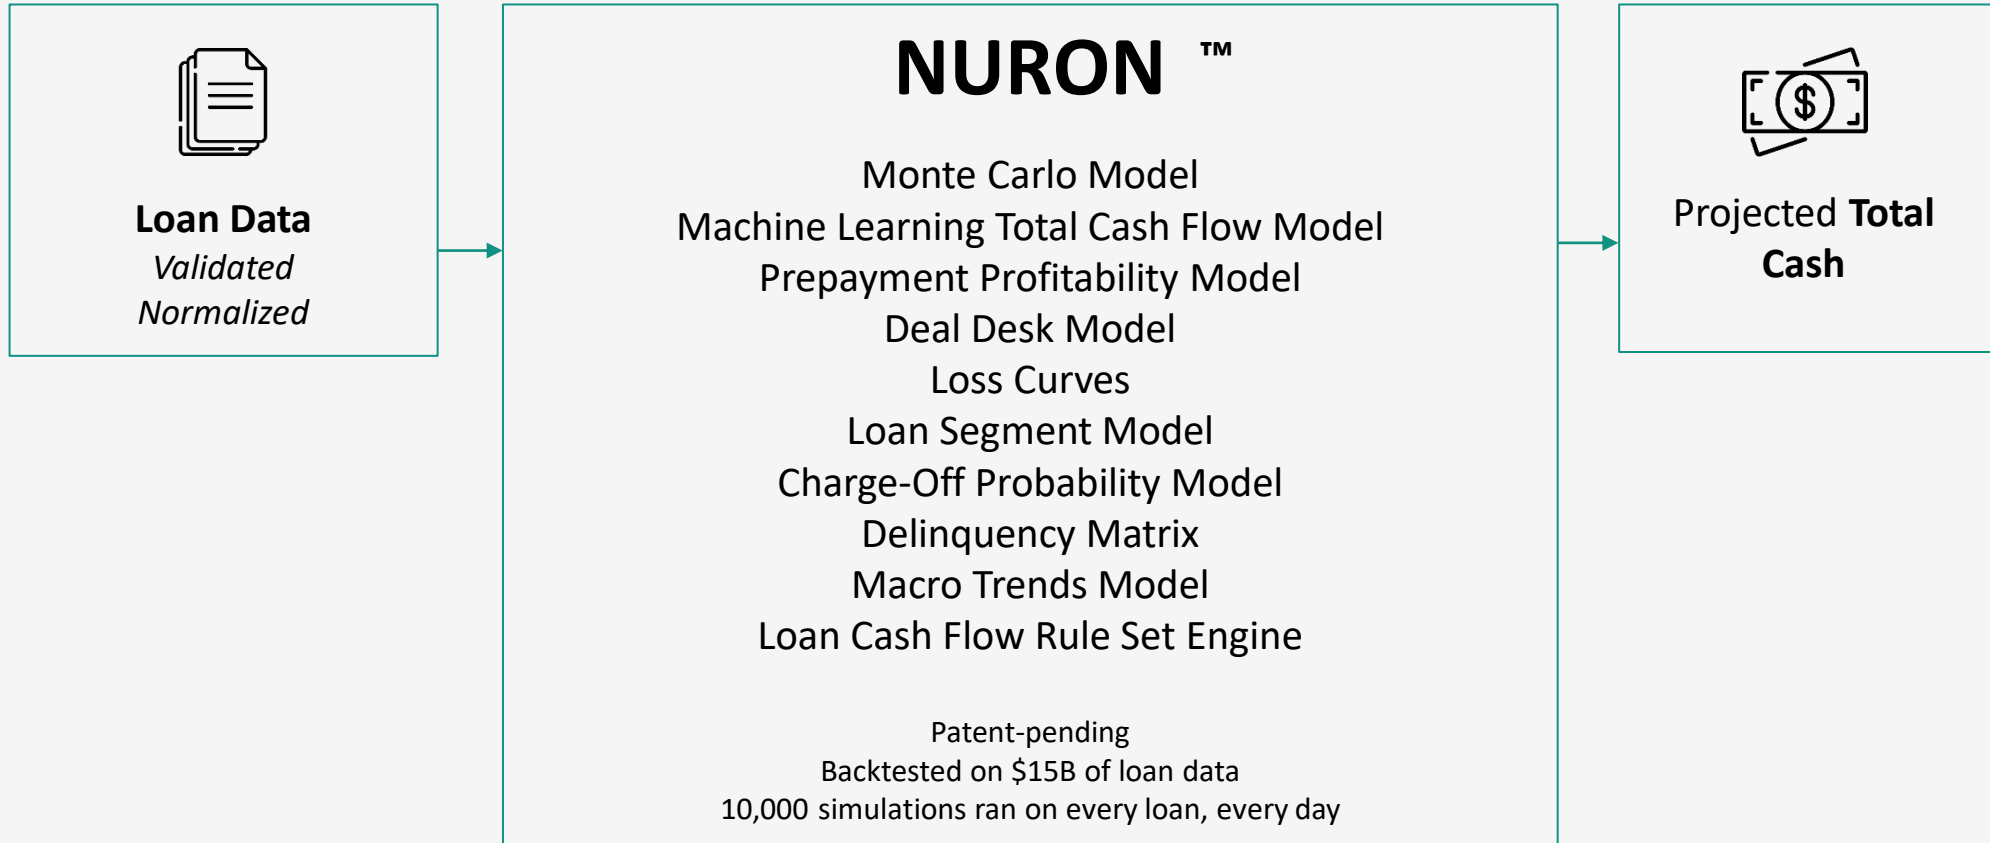 Loan Data
Validated
Normalized
NURON ™
Monte Carlo Model
Machine Learning Total Cash Flow Model
Prepayment Profitability Model
Deal Desk Model
Loss Curves
Loan Segment Model
Charge-Off Probability Model
Delinquency Matrix
Macro Trends Model
Loan Cash Flow Rule Set Engine
Patent-pending
Backtested on $15B of loan data
10,000 simulations ran on every loan, every day
$
Projected Total
Cash